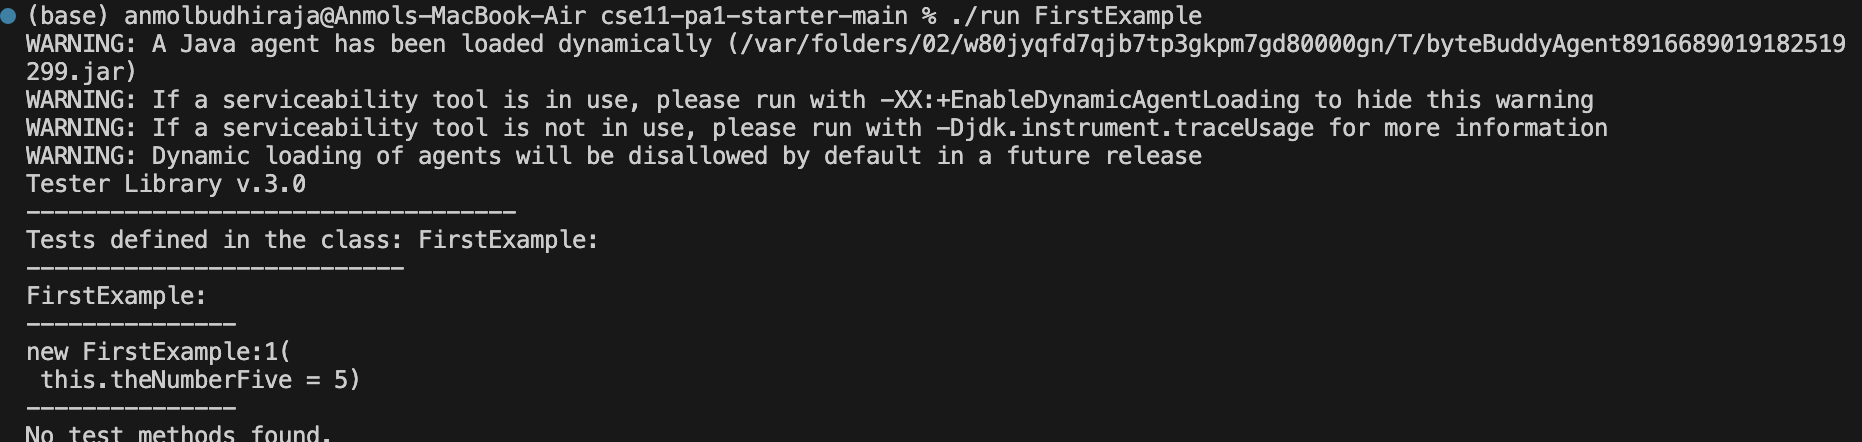 (base) anmolbudhiraja@Anmols-MacBook-Air cse11-pa1-starter-main % ./run FirstExample
WARNING: A Java agent has been loaded dynamically (/var/folders/02/w80jyqfd7qjb7tp3gkpm7gd80000gn/T/byteBuddyAgent8916689019182519
299.jar)
WARNING: If a serviceability tool is in use, please run with -XX:+EnableDynamicAgentLoading to hide this warning
WARNING: If a serviceability tool is not in use, please run with -Djdk.instrument.traceUsage for more information
WARNING: Dynamic loading of agents will be disallowed by default in a future release
Tester Library v.3.0
-----------------------------------
Tests defined in the class: FirstExample:
---------------------------
FirstExample:
---------------
new FirstExample:1(
 this.theNumberFive = 5)
---------------
No test methods found.